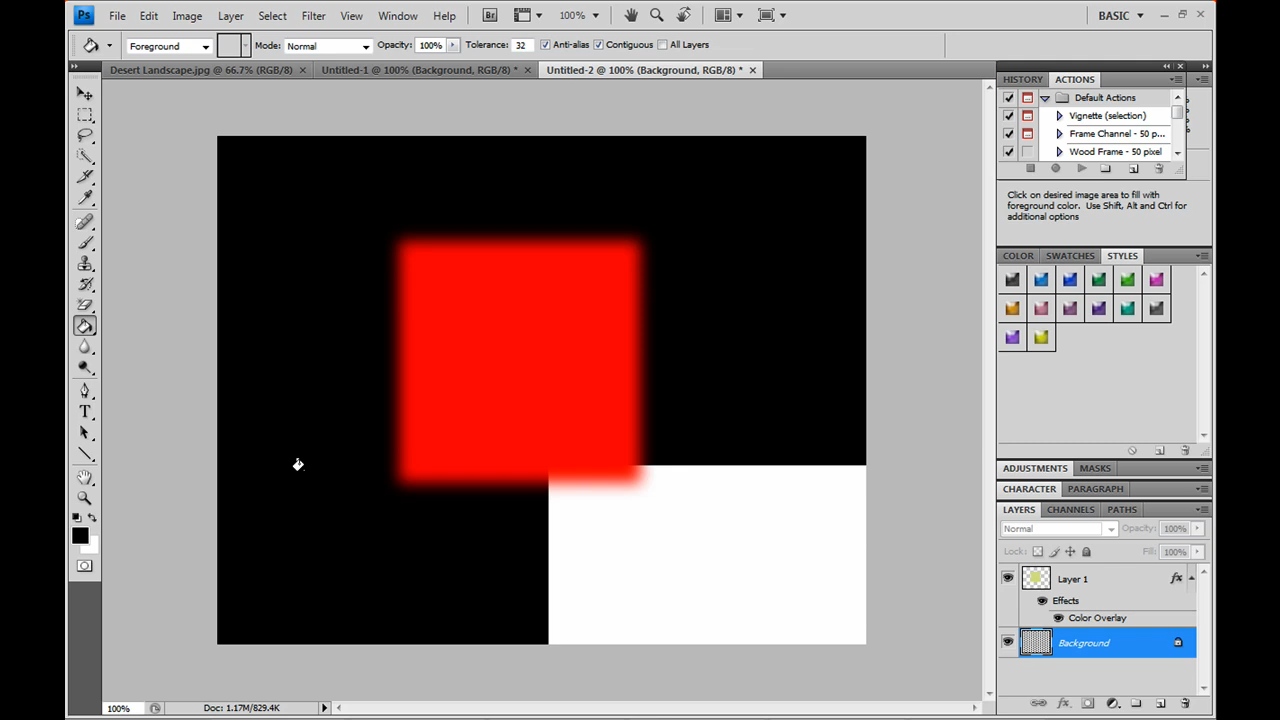 Ps File Edit Image Layer Select Filter View Window Help Br 100% BASIC
Foreground Mode: Normal Opacity: 100% Tolerance: 32 Anti-alias Contiguous All Layers
Desert Landscape.jpg @ 66.7% (RGB/8) Untitled-1 @ 100% (Background, RGB/8) * Untitled-2 @ 100% (Background, RGB/8) *
HISTORY ACTIONS
Default Actions
Vignette (selection)
Frame Channel - 50 p...
Wood Frame - 50 pixel
Click on desired image area to fill with
foreground color. Use Shift, Alt and Ctrl for
additional options
COLOR SWATCHES STYLES
T
ADJUSTMENTS MASKS
CHARACTER PARAGRAPH
LAYERS CHANNELS PATHS
Normal Opacity: 100%
Lock: Fill: 100%
Layer 1 fx
Effects
Color Overlay
Background
100% Doc: 1.17M/829.4K fx